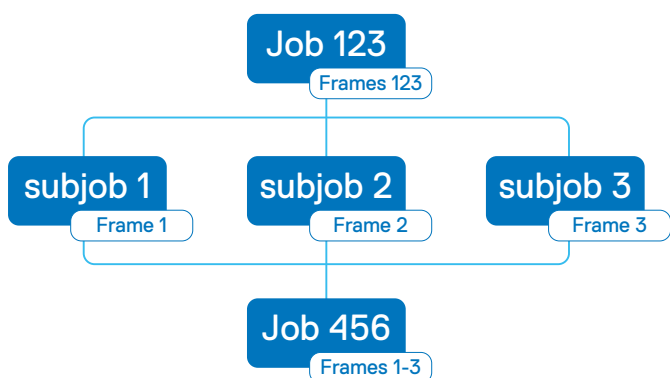 Job 123
Frames 123
subjob 1
Frame 1
subjob 2
Frame 2
subjob 3
Frame 3
Job 456
Frames 1-3